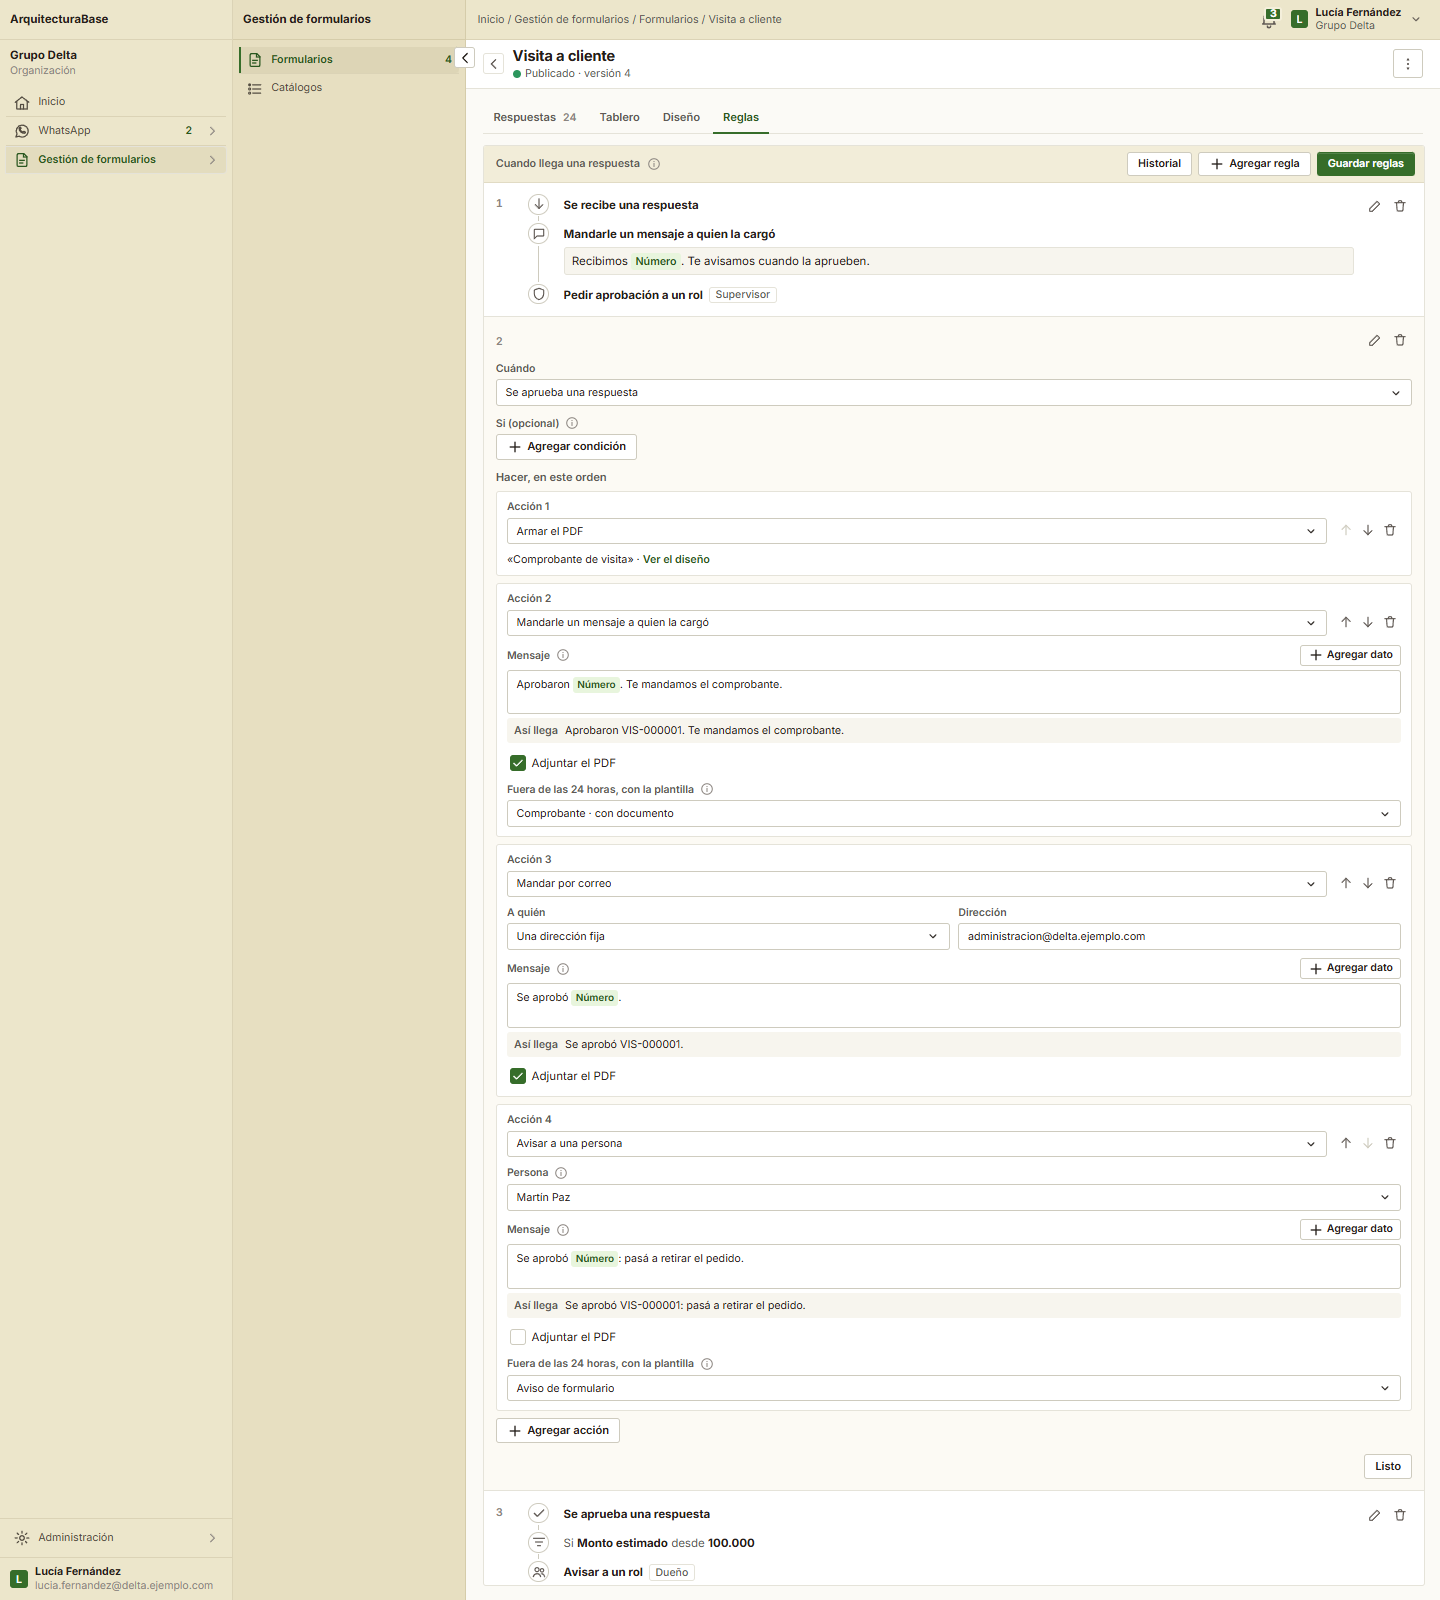 ArquitecturaBase
Gestión de formularios
Inicio / Gestión de formularios / Formularios / Visita a cliente
3
L
Lucía Fernández
Grupo Delta
Grupo Delta
Organización
Inicio
WhatsApp 2
Gestión de formularios
Formularios 4
Catálogos
Visita a cliente
Publicado · versión 4
Respuestas 24 Tablero Diseño Reglas
Cuando llega una respuesta
Historial
Agregar regla
Guardar reglas
1
Se recibe una respuesta
Mandarle un mensaje a quien la cargó
Recibimos Número. Te avisamos cuando la aprueben.
Pedir aprobación a un rol Supervisor
2
Cuándo
Se aprueba una respuesta
Si (opcional)
Agregar condición
Hacer, en este orden
Acción 1
Armar el PDF
«Comprobante de visita» · Ver el diseño
Acción 2
Mandarle un mensaje a quien la cargó
Mensaje
Agregar dato
Aprobaron Número. Te mandamos el comprobante.
Así llega Aprobaron VIS-000001. Te mandamos el comprobante.
Adjuntar el PDF
Fuera de las 24 horas, con la plantilla
Comprobante · con documento
Acción 3
Mandar por correo
A quién
Dirección
Una dirección fija
administracion@delta.ejemplo.com
Mensaje
Agregar dato
Se aprobó Número.
Así llega Se aprobó VIS-000001.
Adjuntar el PDF
Acción 4
Avisar a una persona
Persona
Martín Paz
Mensaje
Agregar dato
Se aprobó Número: pasá a retirar el pedido.
Así llega Se aprobó VIS-000001: pasá a retirar el pedido.
Adjuntar el PDF
Fuera de las 24 horas, con la plantilla
Aviso de formulario
Agregar acción
Listo
3
Se aprueba una respuesta
Si Monto estimado desde 100.000
Avisar a un rol Dueño
Administración
L
Lucía Fernández
lucia.fernandez@delta.ejemplo.com